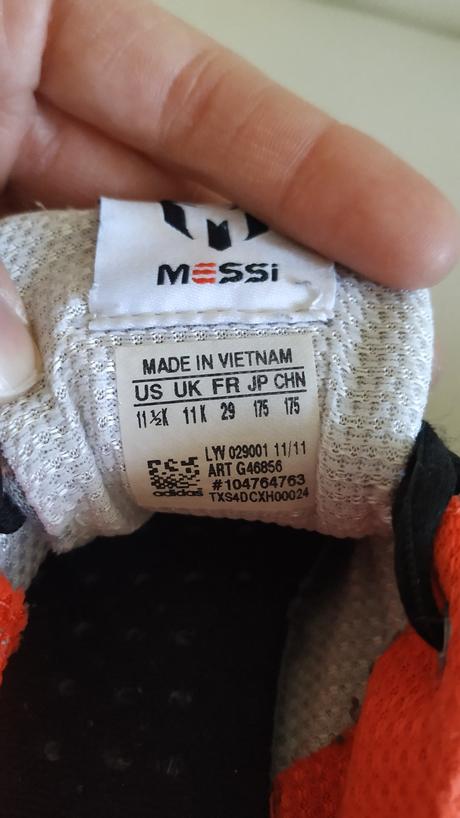 MESSi
MADE IN VIETNAM
US UK FR JP CHN
11½K 11K 29 175 175
LYV 029001 11/11
ART G46856
#104764763
adidas TXS4DCXH00024